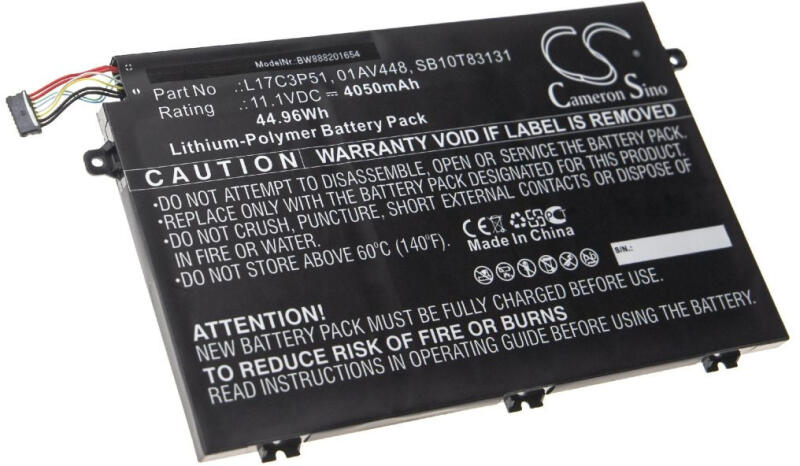 ModelNr.:BW888201654
Part No :L17C3P51, 01AV448, SB10T83131
Rating :11.1VDC 4050mAh
44.96Wh
Lithium-Polymer Battery Pack
CS
Cameron Sino
CAUTION WARRANTY VOID IF LABEL IS REMOVED
•DO NOT ATTEMPT TO DISASSEMBLE, OPEN OR SERVICE THE BATTERY
•REPLACE ONLY WITH THE BATTERY PACK DESIGNATED FOR THIS PRODUCT.
•DO NOT CRUSH, PUNCTURE, SHORT EXTERNAL CONTACTS OR DISPOSE OF
IN FIRE OR WATER.
•DO NOT STORE ABOVE 60°C (140°F).
CE
Made In China
S/N.:
ATTENTION!
NEW BATTERY PACK MUST BE FULLY CHARGED BEFORE USE
TO REDUCE RISK OF FIRE OR BURNS
READ OPERATING MANUAL CAREFULLY BEFORE USING THE BATTERY PACK